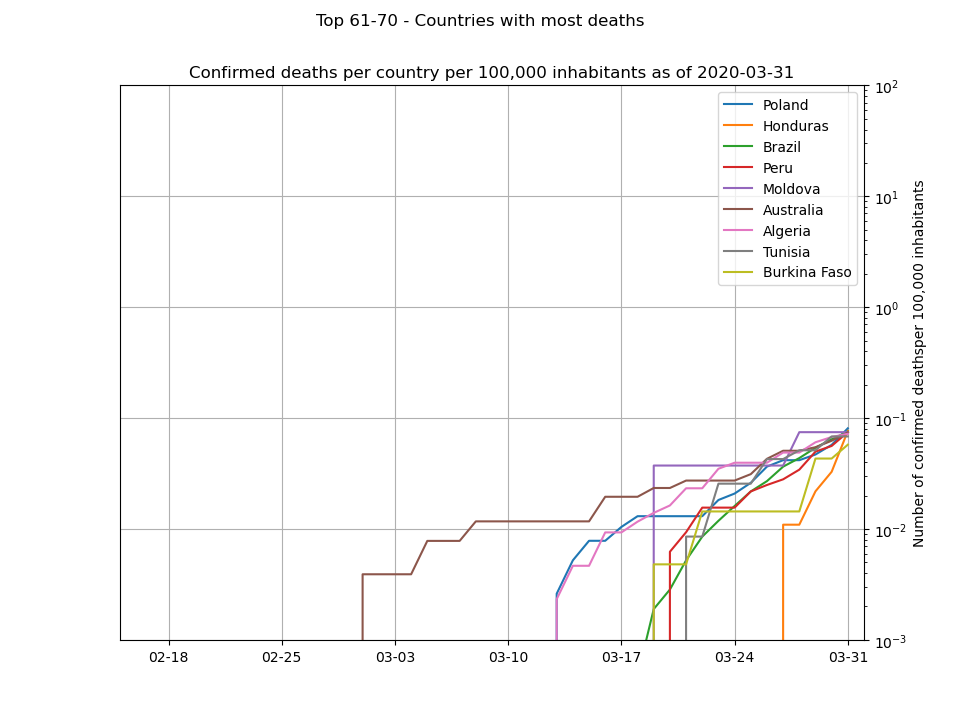 Top 61-70 - Countries with most deaths
Confirmed deaths per country per 100,000 inhabitants as of 2020-03-31
Poland
Honduras
Brazil
Peru
Moldova
Australia
Algeria
Tunisia
Burkina Faso
10²
10¹
10⁰
10⁻¹
10⁻²
10⁻³
Number of confirmed deathsper 100,000 inhabitants
02-18 02-25 03-03 03-10 03-17 03-24 03-31